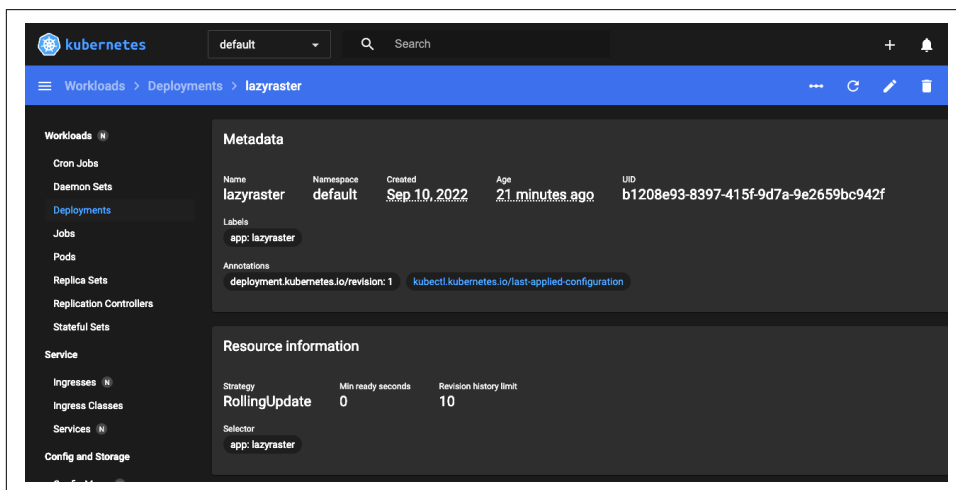 kubernetes
default
Search
Workloads > Deployments > lazyraster
Workloads N
Cron Jobs
Daemon Sets
Deployments
Jobs
Pods
Replica Sets
Replication Controllers
Stateful Sets
Service
Ingresses N
Ingress Classes
Services N
Config and Storage
Metadata
Name Namespace Created Age UID
lazyraster default Sep 10, 2022 21 minutes ago b1208e93-8397-415f-9d7a-9e2659bc942f
Labels
app: lazyraster
Annotations
deployment.kubernetes.io/revision: 1 kubectl.kubernetes.io/last-applied-configuration
Resource information
Strategy Min ready seconds Revision history limit
RollingUpdate 0 10
Selector
app: lazyraster